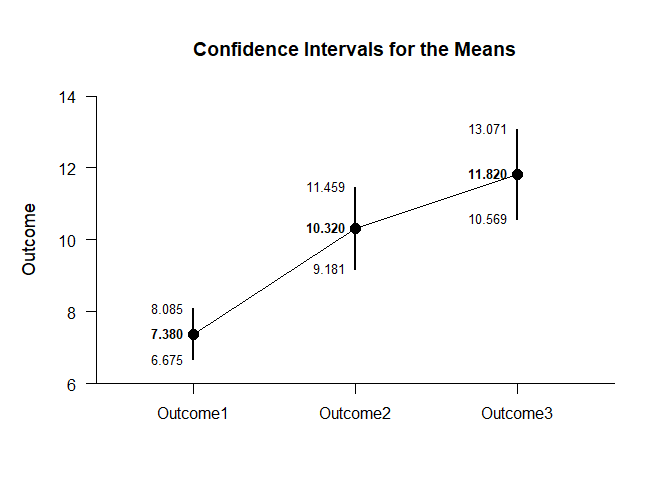 Confidence Intervals for the Means
Outcome
14
12
10
8
6
13.071
11.820
10.569
11.459
10.320
9.181
8.085
7.380
6.675
Outcome1
Outcome2
Outcome3